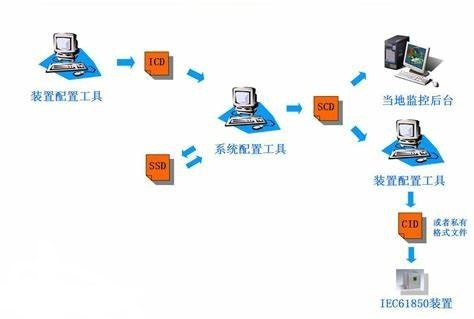 ICD
装置配置工具
SCD
当地监控后台
系统配置工具
SSD
装置配置工具
CID
或者私有
格式文件
IEC61850装置